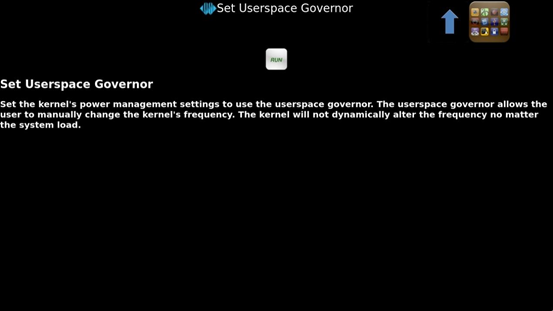 Set Userspace Governor
RUN
Set Userspace Governor
Set the kernel's power management settings to use the userspace governor. The userspace governor allows the
user to manually change the kernel's frequency. The kernel will not dynamically alter the frequency no matter
the system load.